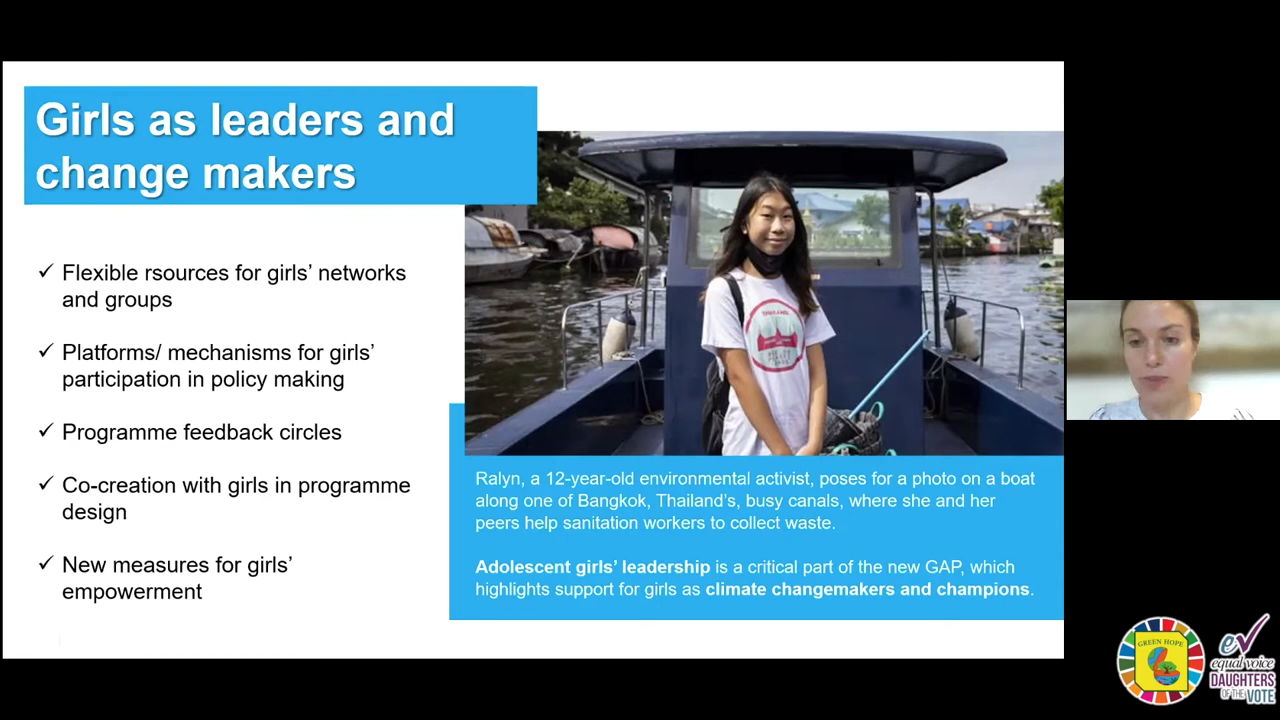 Girls as leaders and
change makers
✓ Flexible rsources for girls’ networks
and groups
✓ Platforms/ mechanisms for girls’
participation in policy making
✓ Programme feedback circles
✓ Co-creation with girls in programme
design
✓ New measures for girls’
empowerment
Ralyn, a 12-year-old environmental activist, poses for a photo on a boat
along one of Bangkok, Thailand’s, busy canals, where she and her
peers help sanitation workers to collect waste.
Adolescent girls’ leadership is a critical part of the new GAP, which
highlights support for girls as climate changemakers and champions.
GREEN HOPE
ev
equal voice
DAUGHTERS
OF THE VOTE